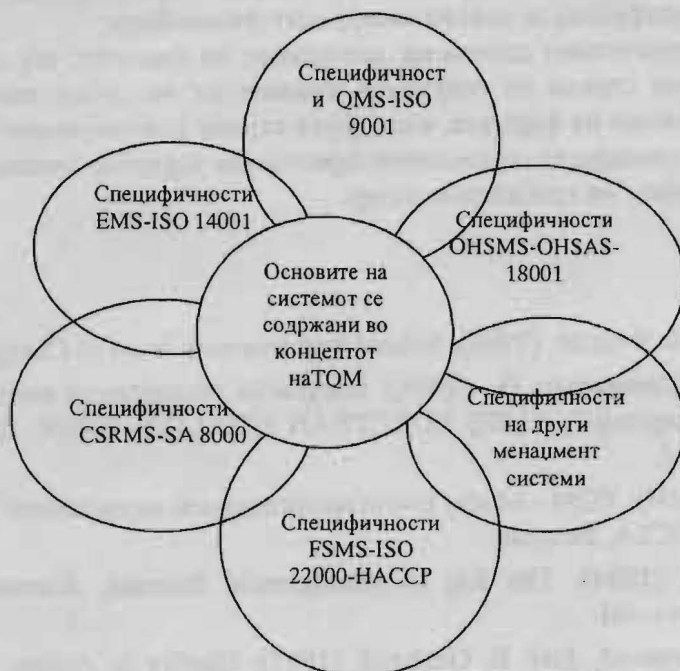 Специфичност
и QMS-ISO
9001
Специфичности
EMS-ISO 14001
Специфичности
OHSMS-OHSAS-
18001
Основите на
системот се
содржани во
концептот
наTQM
Специфичности
CSRMS-SA 8000
Специфичности
на други
менаџмент
системи
Специфичности
FSMS-ISO
22000-HACCP